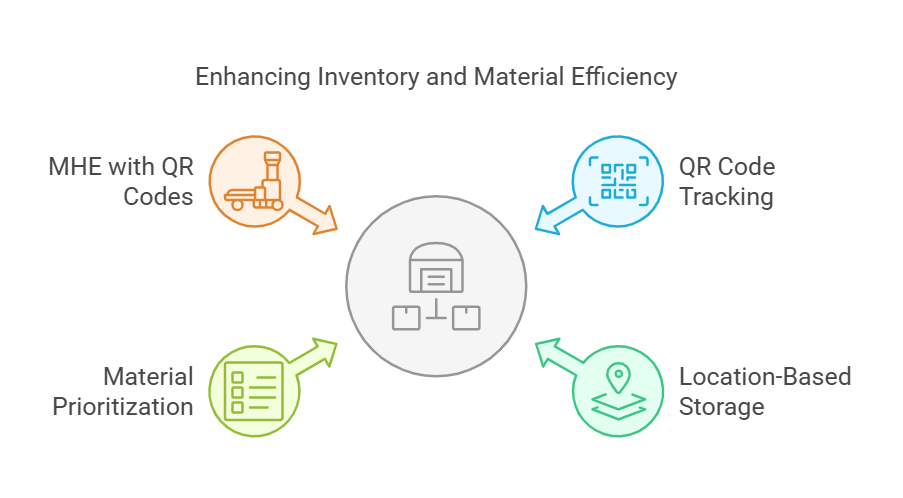 Enhancing Inventory and Material Efficiency
MHE with QR
Codes
QR Code
Tracking
Material
Prioritization
Location-Based
Storage